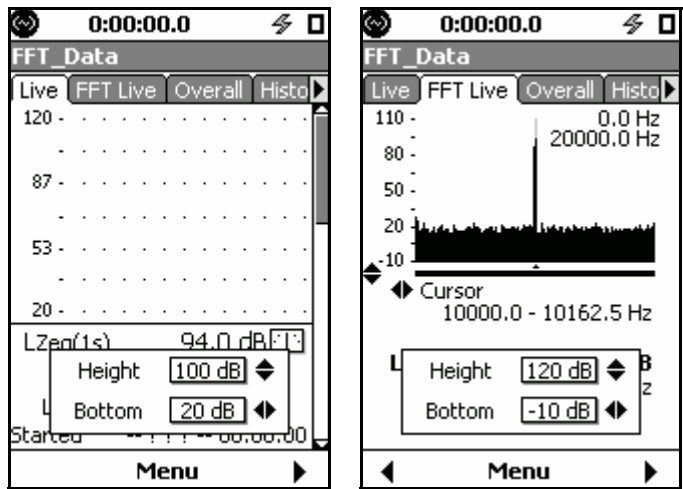 0:00:00.0
FFT_Data
Live FFT Live Overall Histo
120
87
53
20
LZeq(1s) 94.0 dB
Height 100 dB
L
Bottom 20 dB
Started -- : : : -- 00:00:00
Menu
0:00:00.0
FFT_Data
Live FFT Live Overall Histo
110
0.0 Hz
20000.0 Hz
80
50
20
-10
Cursor
10000.0 - 10162.5 Hz
L
Height 120 dB
B
z
Bottom -10 dB
Menu